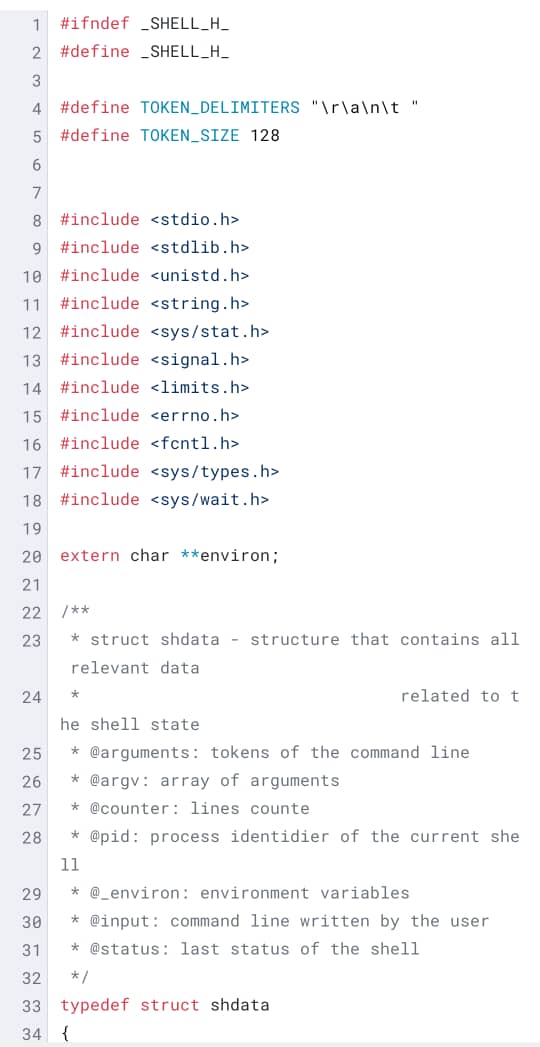 1 #ifndef _SHELL_H_
2 #define _SHELL_H_
3
4 #define TOKEN_DELIMITERS "\r\a\n\t "
5 #define TOKEN_SIZE 128
6
7
8 #include <stdio.h>
9 #include <stdlib.h>
10 #include <unistd.h>
11 #include <string.h>
12 #include <sys/stat.h>
13 #include <signal.h>
14 #include <limits.h>
15 #include <errno.h>
16 #include <fcntl.h>
17 #include <sys/types.h>
18 #include <sys/wait.h>
19
20 extern char **environ;
21
22 /**
23 * struct shdata - structure that contains all
relevant data
24 * related to t
he shell state
25 * @arguments: tokens of the command line
26 * @argv: array of arguments
27 * @counter: lines counte
28 * @pid: process identidier of the current she
ll
29 * @_environ: environment variables
30 * @input: command line written by the user
31 * @status: last status of the shell
32 */
33 typedef struct shdata
34 {